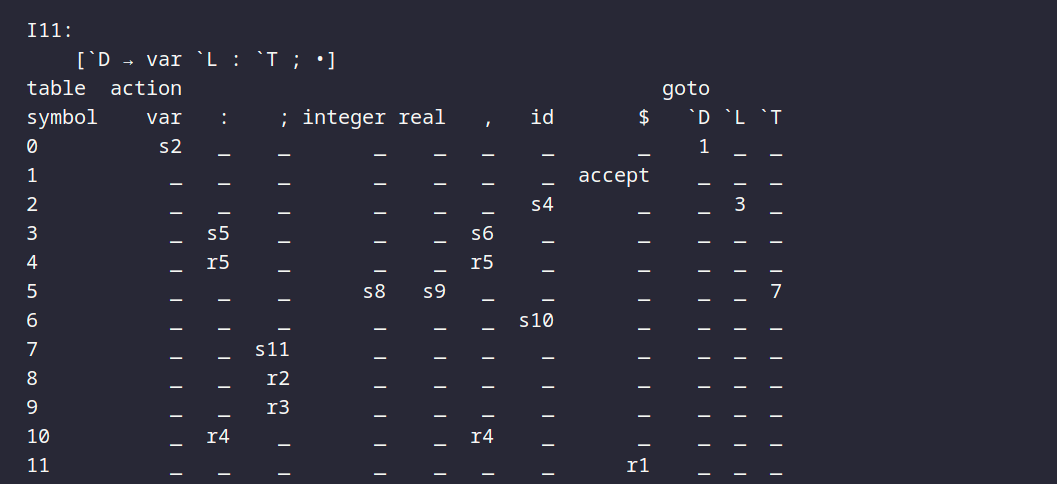 I11:
    [`D → var `L : `T ; •]
table  action                                        goto
symbol    var   :    ; integer real   ,   id       $   `D `L `T
0          s2   _    _       _    _   _    _       _    1  _  _
1           _   _    _       _    _   _    _  accept    _  _  _
2           _   _    _       _    _   _   s4       _    _  3  _
3           _  s5    _       _    _  s6    _       _    _  _  _
4           _  r5    _       _    _  r5    _       _    _  _  _
5           _   _    _      s8   s9   _    _       _    _  _  7
6           _   _    _       _    _   _  s10       _    _  _  _
7           _   _  s11       _    _   _    _       _    _  _  _
8           _   _   r2       _    _   _    _       _    _  _  _
9           _   _   r3       _    _   _    _       _    _  _  _
10          _  r4    _       _    _  r4    _       _    _  _  _
11          _   _    _       _    _   _    _      r1    _  _  _